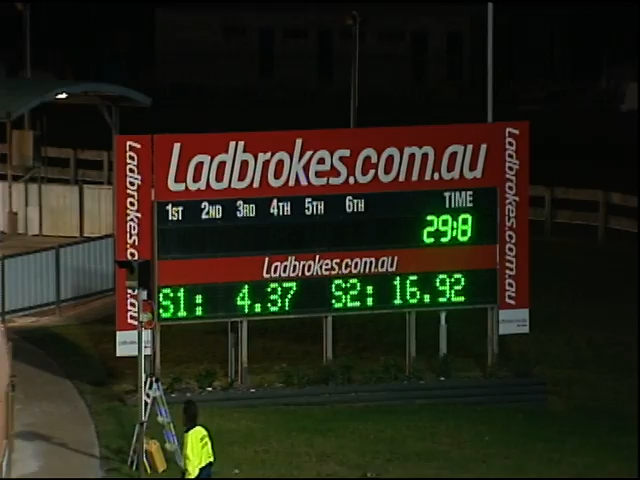 Ladbrokes.com.au
1ST 2ND 3RD 4TH 5TH 6TH TIME
29:8
Ladbrokes.com.au
S1: 4.37 S2: 16.92
Ladbrokes.c
.au
Ladbrokes.com.au